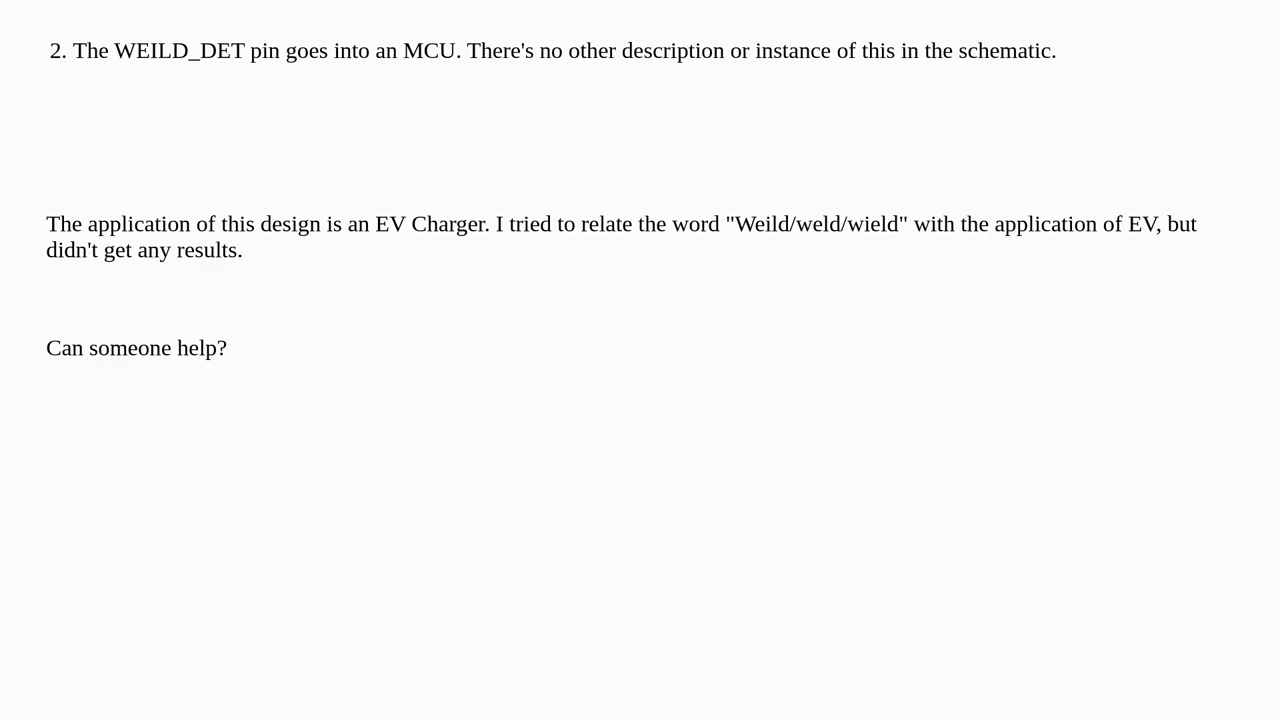 2. The WEILD_DET pin goes into an MCU. There's no other description or instance of this in the schematic.
The application of this design is an EV Charger. I tried to relate the word "Weild/weld/wield" with the application of EV, but
didn't get any results.
Can someone help?